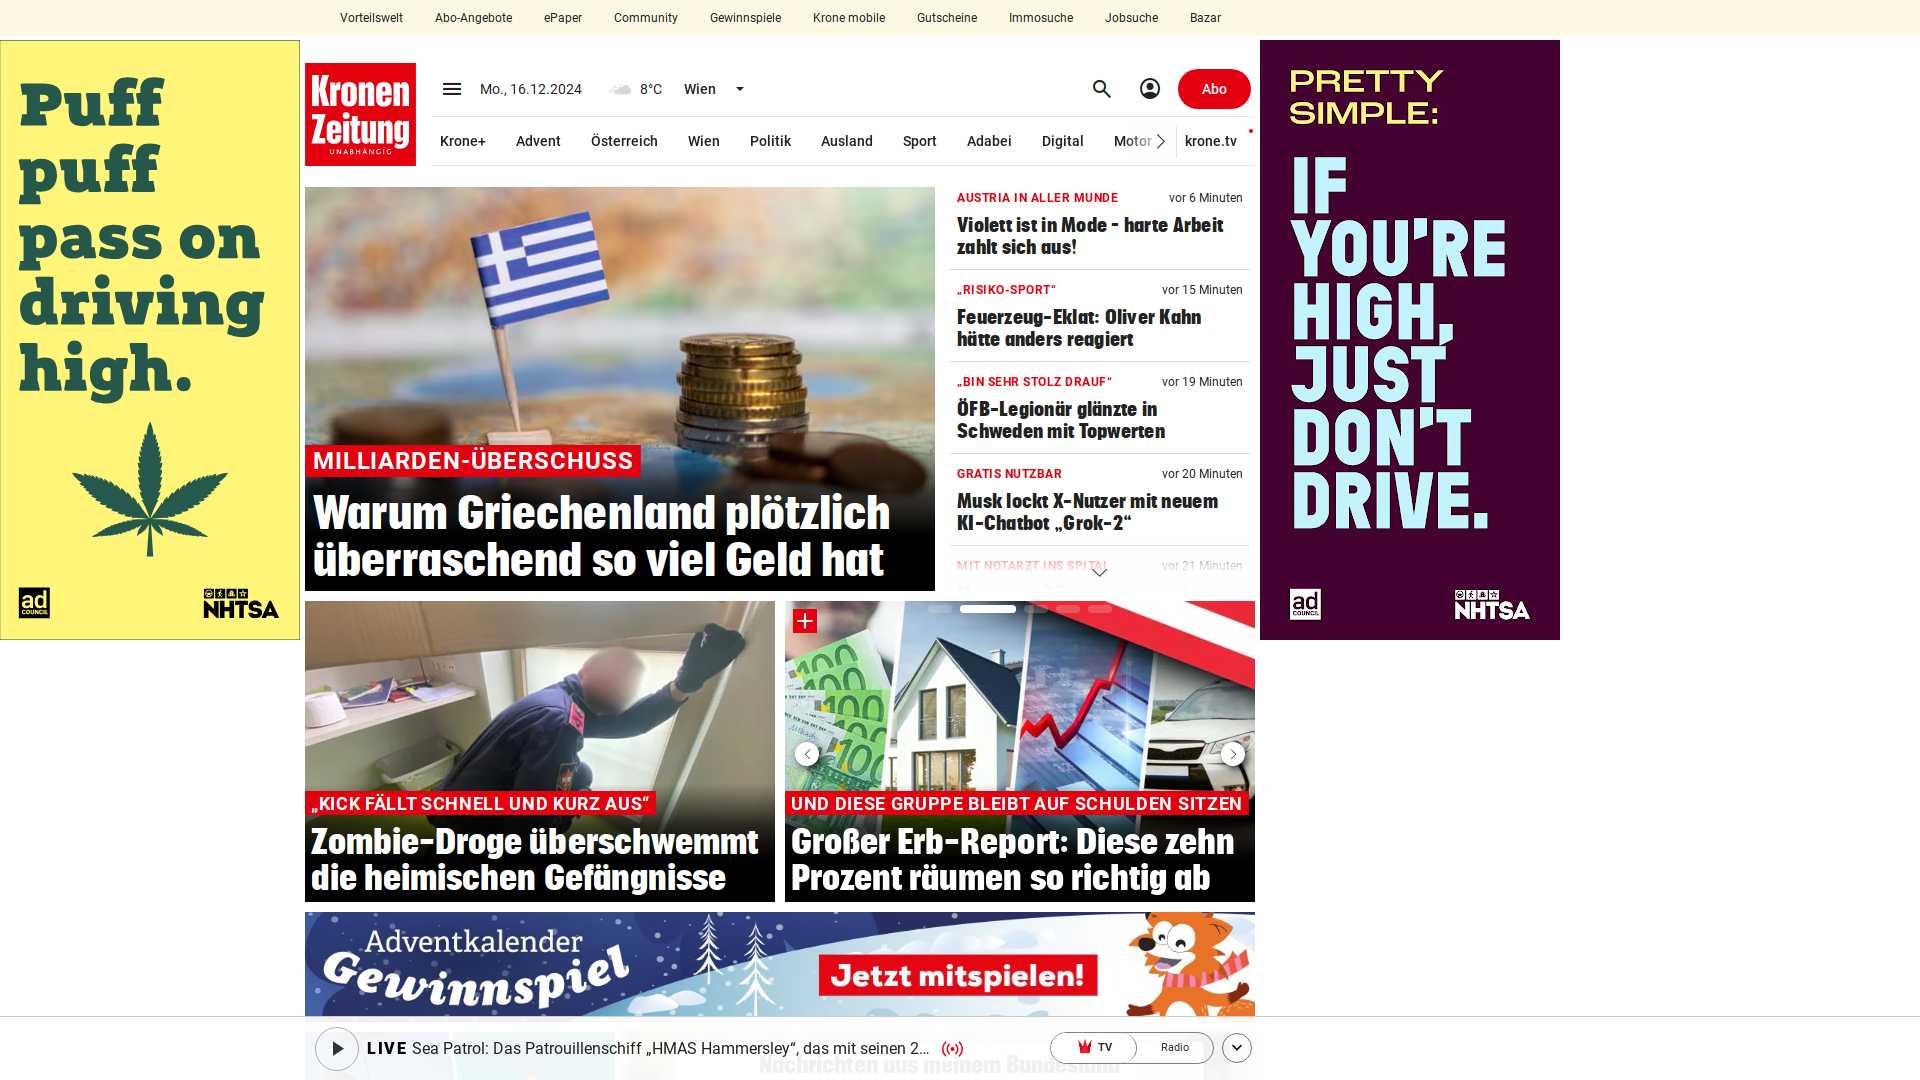 Vorteilswelt Abo-Angebote ePaper Community Gewinnspiele Krone mobile Gutscheine Immosuche Jobsuche Bazar
Puff
puff
pass on
driving
high.
ad
COUNCIL
NHTSA
Kronen
Zeitung
UNABHÄNGIG
Mo., 16.12.2024 8°C Wien Abo
Krone+ Advent Österreich Wien Politik Ausland Sport Adabei Digital Motor krone.tv
MILLIARDEN-ÜBERSCHUSS
Warum Griechenland plötzlich
überraschend so viel Geld hat
AUSTRIA IN ALLER MUNDE vor 6 Minuten
Violett ist in Mode - harte Arbeit
zahlt sich aus!
„RISIKO-SPORT“ vor 15 Minuten
Feuerzeug-Eklat: Oliver Kahn
hätte anders reagiert
„BIN SEHR STOLZ DRAUF“ vor 19 Minuten
ÖFB-Legionär glänzte in
Schweden mit Topwerten
GRATIS NUTZBAR vor 20 Minuten
Musk lockt X-Nutzer mit neuem
KI-Chatbot „Grok-2“
MIT NOTARZT INS SPITAL vor 21 Minuten
PRETTY
SIMPLE:
IF
YOU'RE
HIGH,
JUST
DON'T
DRIVE.
ad
COUNCIL
NHTSA
„KICK FÄLLT SCHNELL UND KURZ AUS“
Zombie-Droge überschwemmt
die heimischen Gefängnisse
100
100
100
UND DIESE GRUPPE BLEIBT AUF SCHULDEN SITZEN
Großer Erb-Report: Diese zehn
Prozent räumen so richtig ab
Adventkalender
Gewinnspiel
Jetzt mitspielen!
LIVE Sea Patrol: Das Patrouillenschiff „HMAS Hammersley“, das mit seinen 2... TV Radio
Nachrichten aus meinem Bundesland